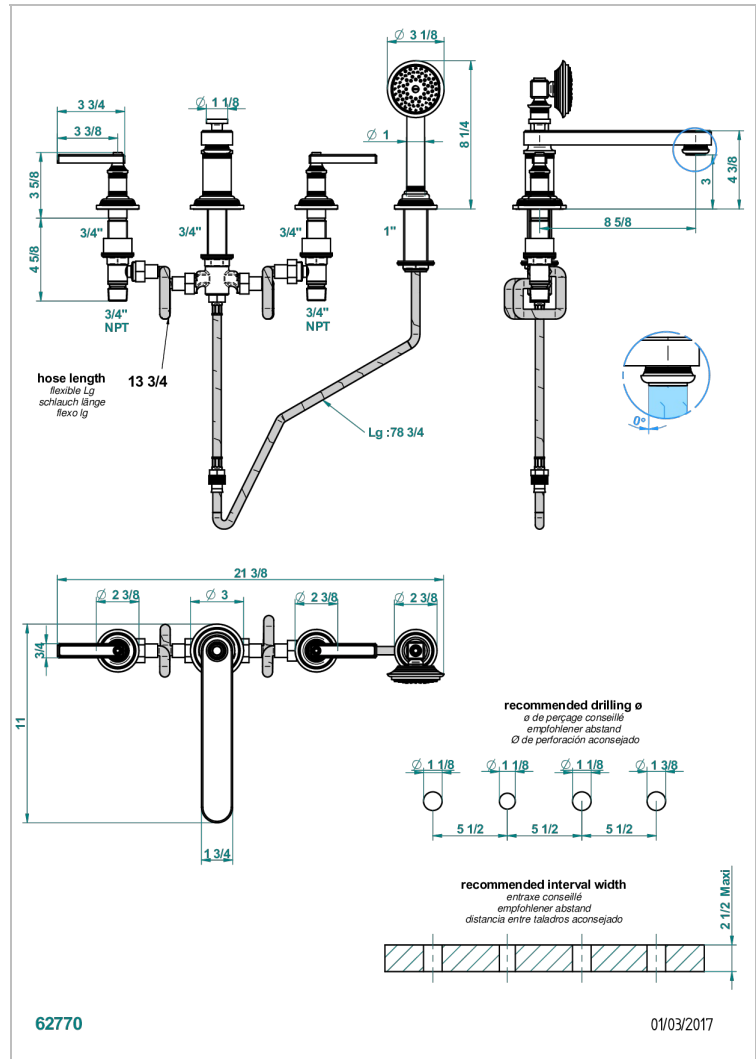 Ø 3 1/8
Ø 1 1/8
3 3/4
3 3/8
Ø 1
8 1/4
3 5/8
4 5/8
3
4 3/8
8 5/8
3/4"
3/4"
3/4"
1"
3/4"
NPT
3/4"
NPT
hose length
flexible Lg
schlauch länge
flexo lg
13 3/4
Lg :78 3/4
0°
21 3/8
Ø 2 3/8
Ø 3
Ø 2 3/8
Ø 2 3/8
3/4
11
1 3/4
recommended drilling ø
ø de perçage conseillé
empfohlener abstand
Ø de perforación aconsejado
Ø 1 1/8
Ø 1 1/8
Ø 1 1/8
Ø 1 3/8
5 1/2
5 1/2
5 1/2
recommended interval width
entraxe conseillé
empfohlener abstand
distancia entre taladros aconsejado
2 1/2 Maxi
62770
01/03/2017